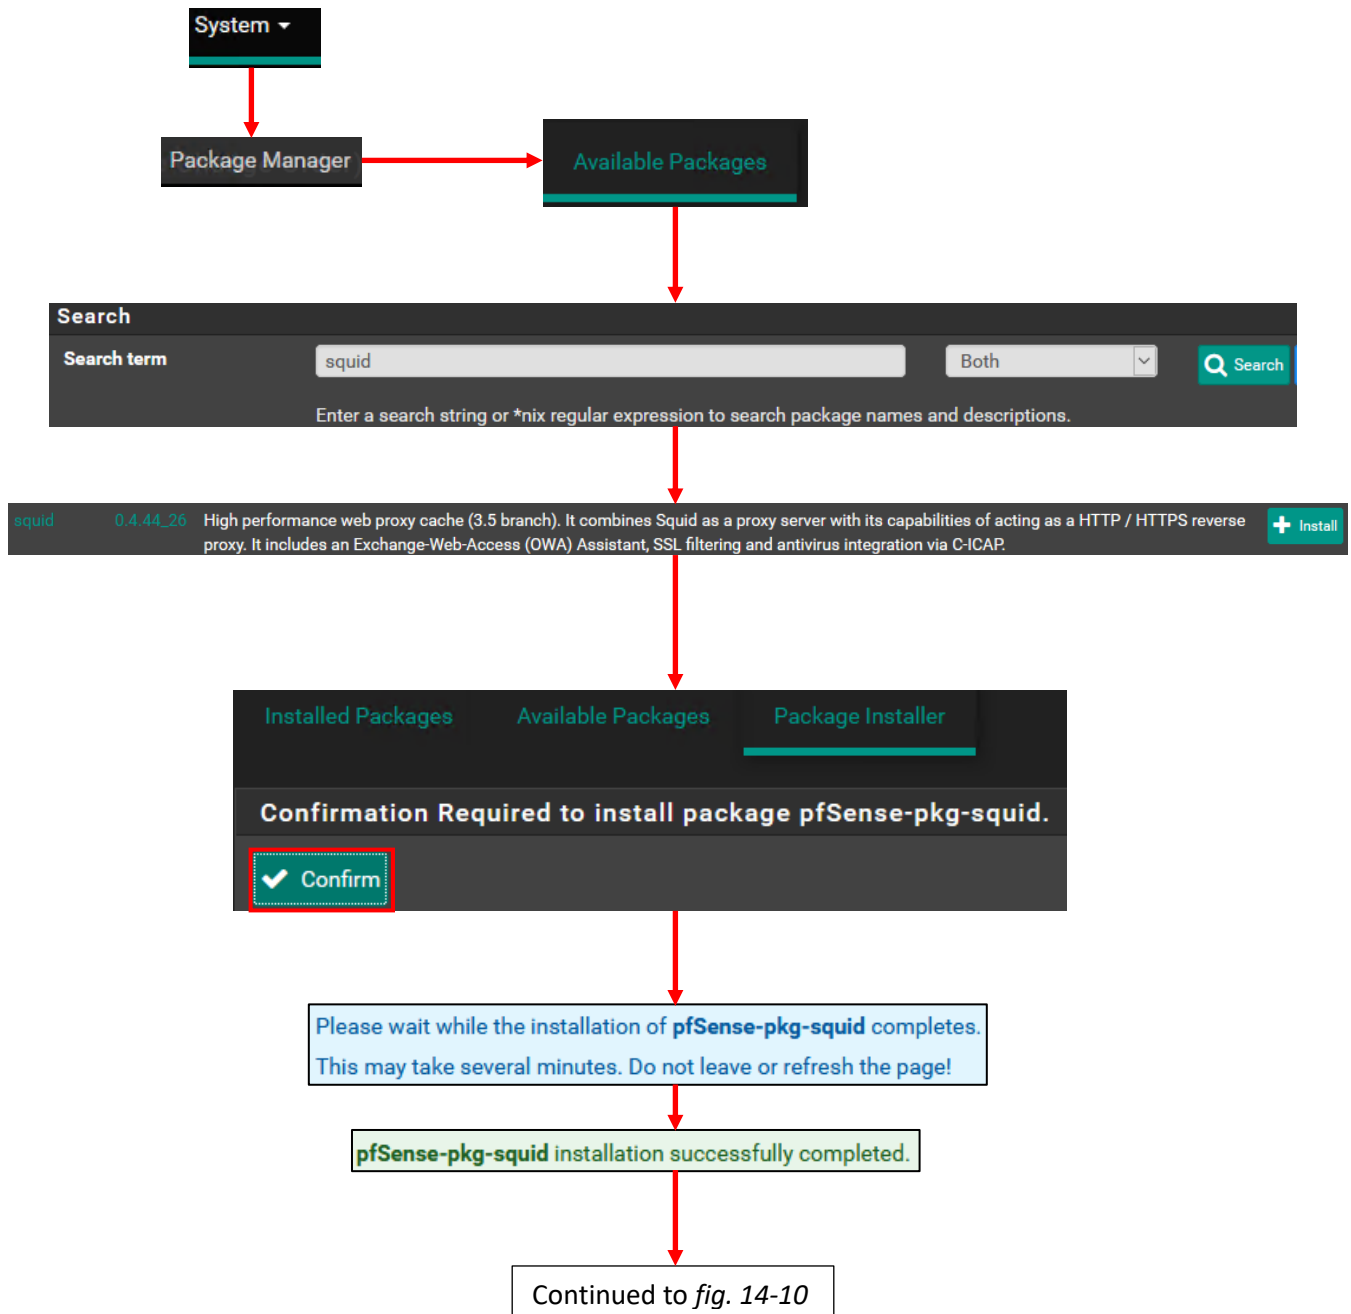 System
Package Manager
Available Packages
Search
Search term
squid
Both
Search
Enter a search string or *nix regular expression to search package names and descriptions.
squid 0.4.44_26 High performance web proxy cache (3.5 branch). It combines Squid as a proxy server with its capabilities of acting as a HTTP / HTTPS reverse
proxy. It includes an Exchange-Web-Access (OWA) Assistant, SSL filtering and antivirus integration via C-ICAP.
Install
Installed Packages Available Packages Package Installer
Confirmation Required to install package pfSense-pkg-squid.
Confirm
Please wait while the installation of pfSense-pkg-squid completes.
This may take several minutes. Do not leave or refresh the page!
pfSense-pkg-squid installation successfully completed.
Continued to fig. 14-10